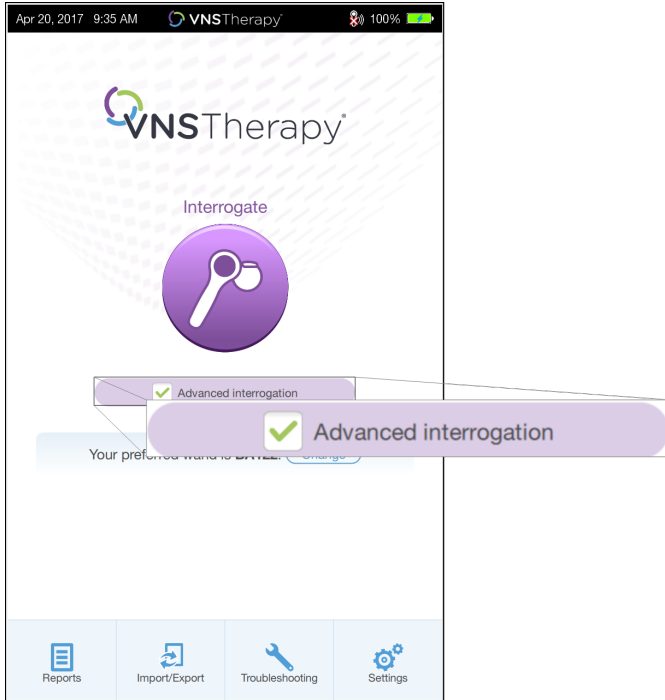 Apr 20, 2017 9:35 AM VNSTherapy® 100%
VNSTherapy®
Interrogate
Advanced interrogation
Advanced interrogation
Your preferred wand is
Reports Import/Export Troubleshooting Settings